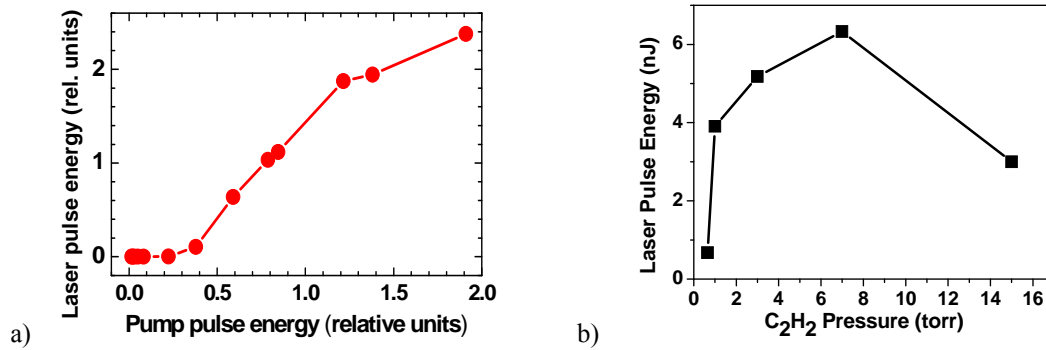 Laser pulse energy (rel. units)
2
1
0
0.0 0.5 1.0 1.5 2.0
Pump pulse energy (relative units)
a)
Laser Pulse Energy (nJ)
6
4
2
0
0 2 4 6 8 10 12 14 16
C₂H₂ Pressure (torr)
b)